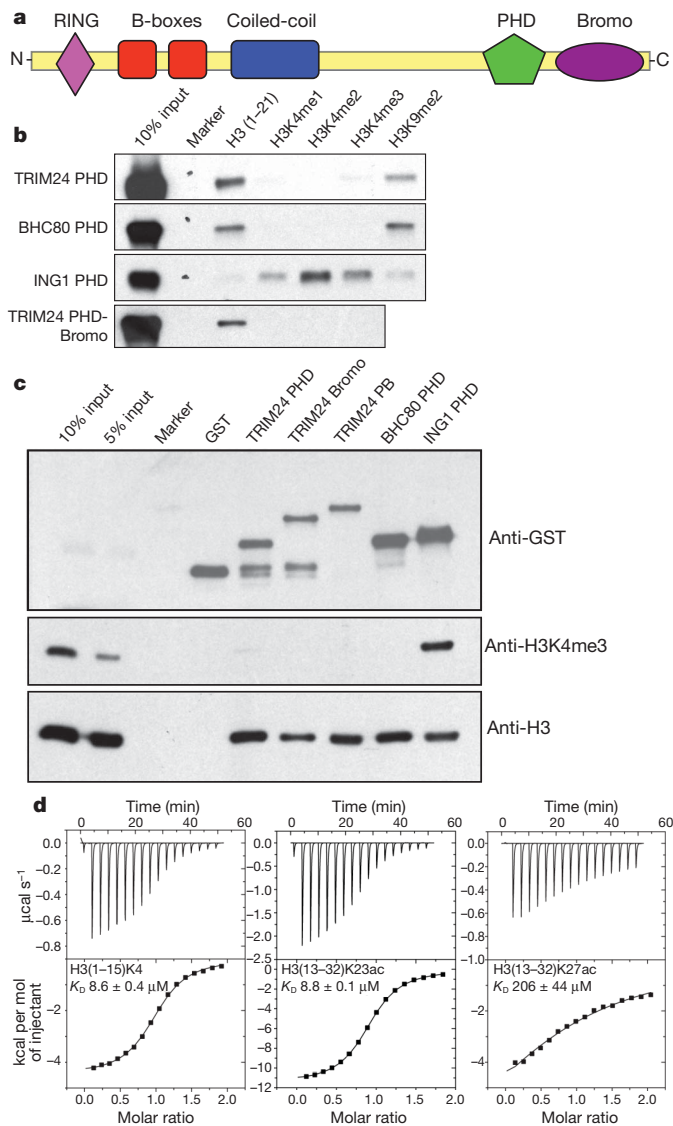 a
RING B-boxes Coiled-coil PHD Bromo
N- -C
b
10% input Marker H3 (1–21) H3K4me1 H3K4me2 H3K4me3 H3K9me2
TRIM24 PHD
BHC80 PHD
ING1 PHD
TRIM24 PHD-
Bromo
c
10% input 5% input Marker GST TRIM24 PHD TRIM24 Bromo TRIM24 PB BHC80 PHD ING1 PHD
Anti-GST
Anti-H3K4me3
Anti-H3
d
Time (min) Time (min) Time (min)
0 20 40 60 0 20 40 60 0 20 40 60
µcal s⁻¹
0.0 −0.2 −0.4 −0.6 −0.8
0.0 −0.5 −1.0 −1.5 −2.0 −2.5
0.0 −0.2 −0.4 −0.6 −0.8 −1.0
kcal per mol
of injectant
H3(1–15)K4
K_D 8.6 ± 0.4 µM
−2 −4
H3(13–32)K23ac
K_D 8.8 ± 0.1 µM
0 −2 −4 −6 −8 −10 −12
H3(13–32)K27ac
K_D 206 ± 44 µM
−2 −4
0.0 0.5 1.0 1.5 2.0 0.0 0.5 1.0 1.5 2.0 0.0 0.5 1.0 1.5 2.0
Molar ratio Molar ratio Molar ratio